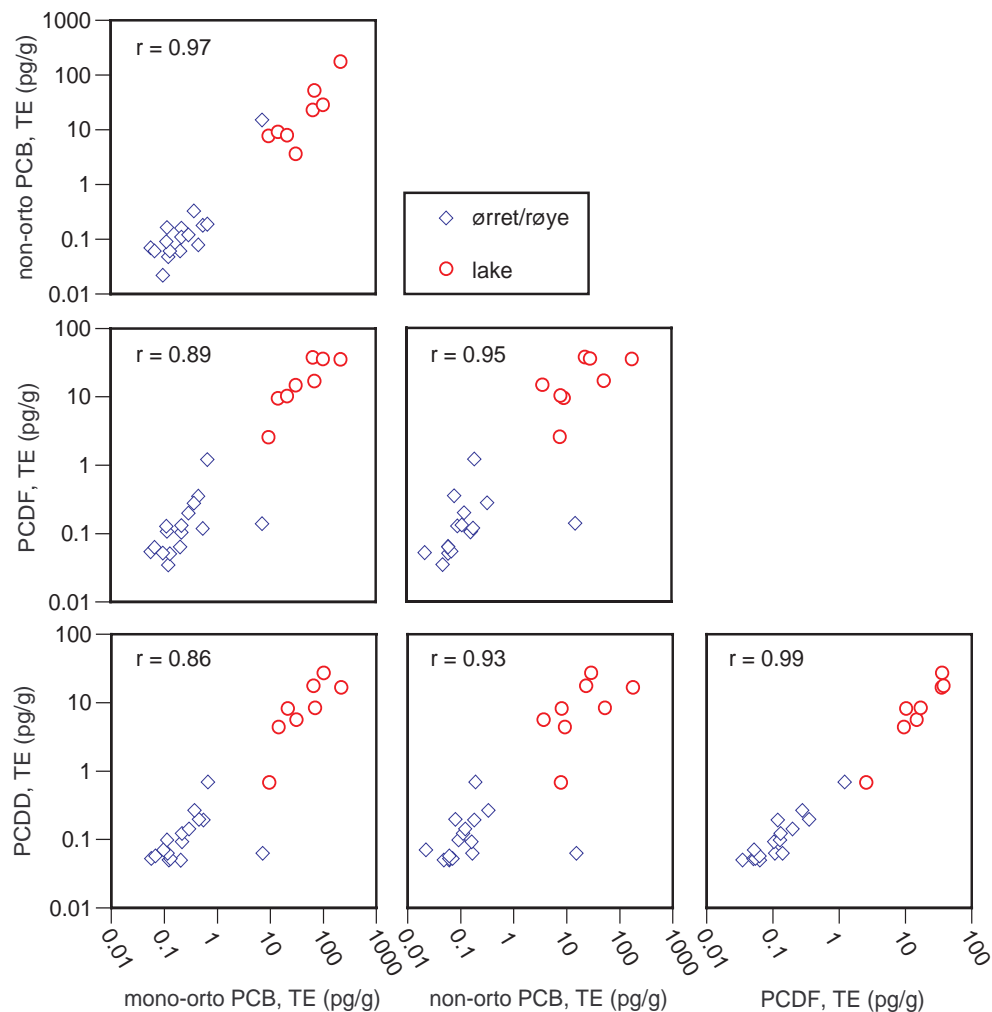 1000
100
10
1
0.1
0.01
non-orto PCB, TE (pg/g)
r = 0.97
ørret/røye
lake
100
10
1
0.1
0.01
PCDF, TE (pg/g)
r = 0.89
r = 0.95
100
10
1
0.1
0.01
PCDD, TE (pg/g)
r = 0.86
r = 0.93
r = 0.99
0.01 0.1 1 10 100 1000
0.01 0.1 1 10 100 1000
0.01 0.1 1 10 100
mono-orto PCB, TE (pg/g)
non-orto PCB, TE (pg/g)
PCDF, TE (pg/g)